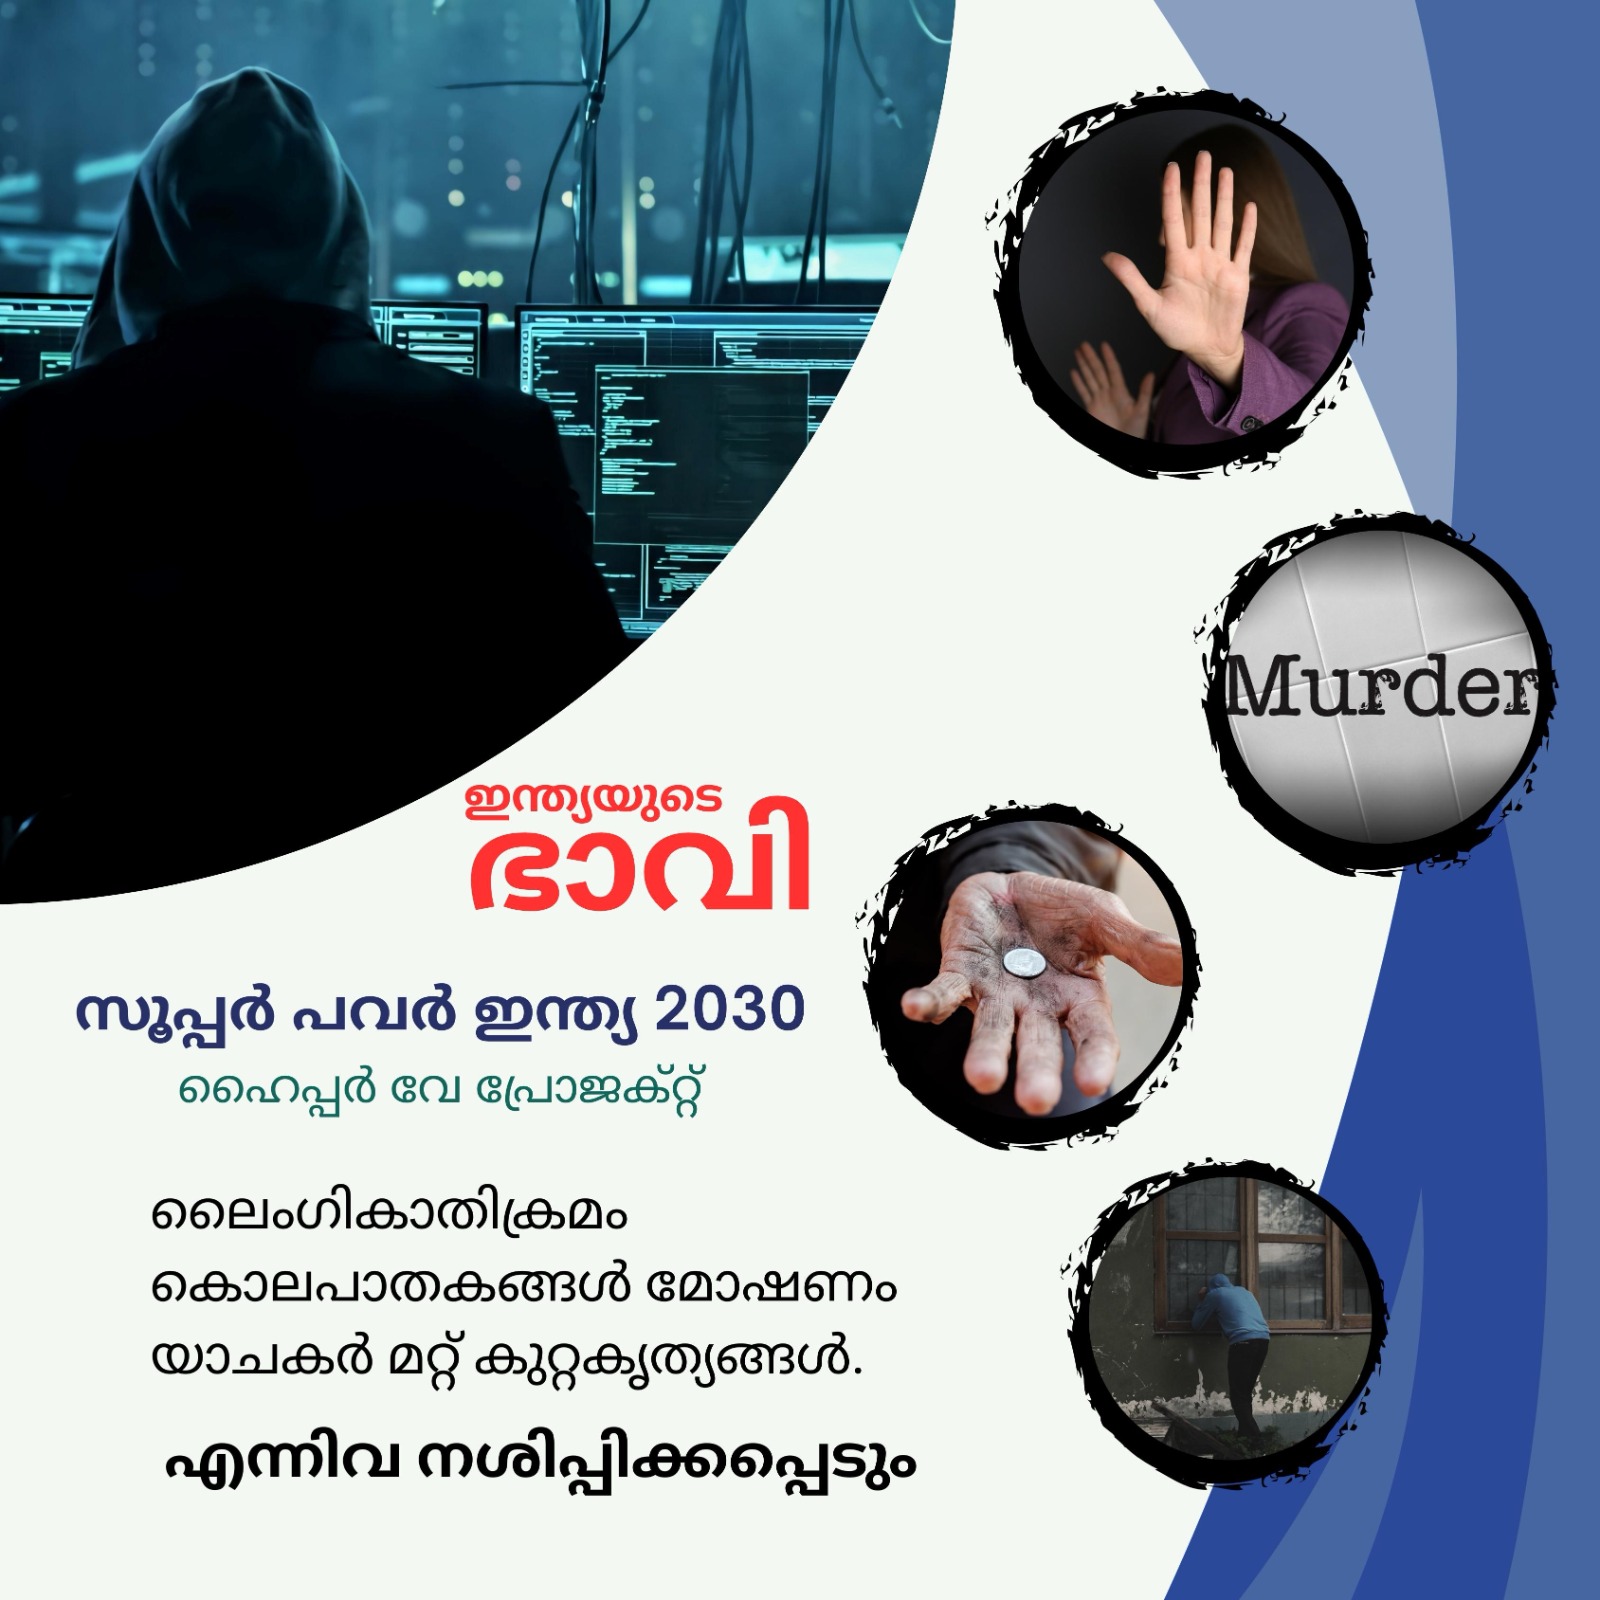 Murder
ഇന്ത്യയുടെ
ഭാവി
സൂപ്പർ പവർ ഇന്ത്യ 2030
ഹൈപ്പർ വേ പ്രോജക്റ്റ്
ലൈംഗികാതിക്രമം
കൊലപാതകങ്ങൾ മോഷണം
യാചകർ മറ്റ് കുറ്റകൃത്യങ്ങൾ.
എന്നിവ നശിപ്പിക്കപ്പെടും